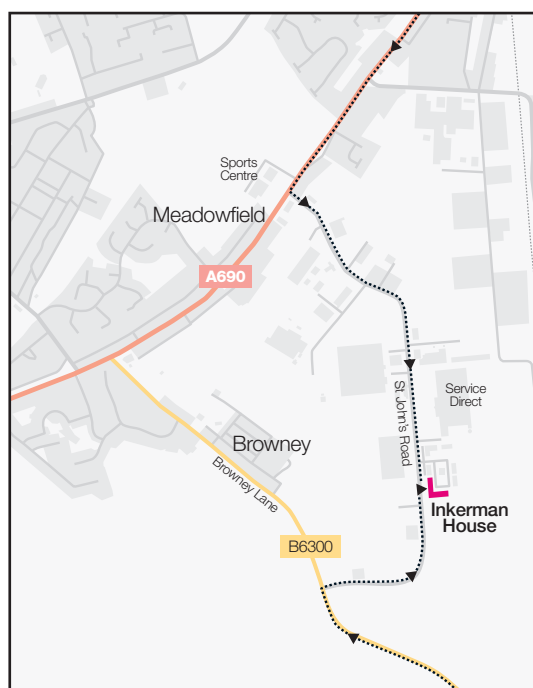 Sports
Centre
Meadowfield
A690
St. John's Road
Service
Direct
Browney
Browney Lane
Inkerman
House
B6300